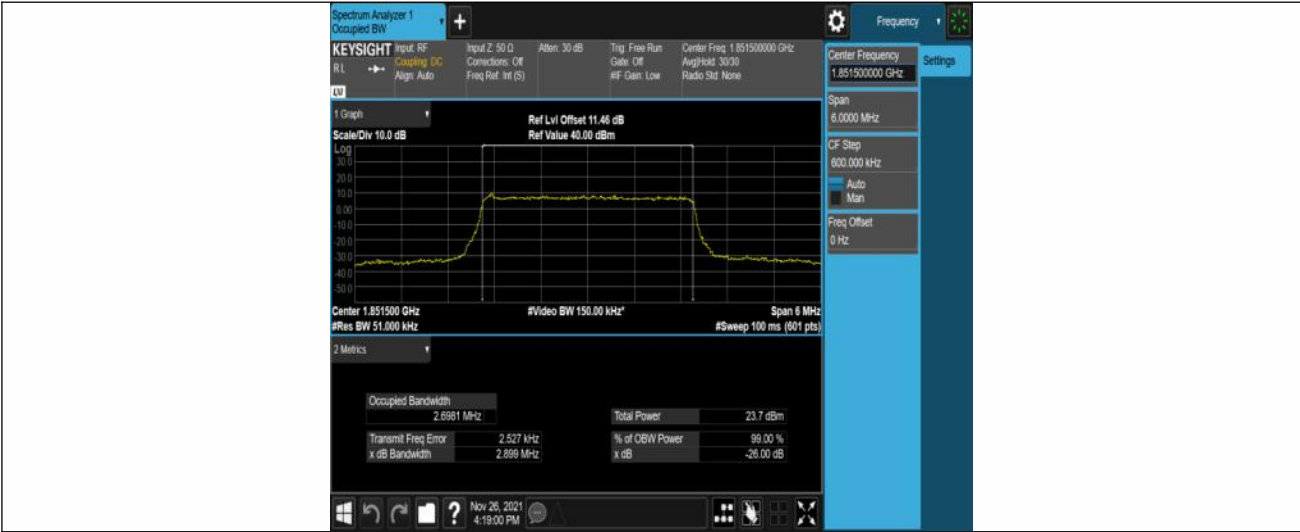 Spectrum Analyzer 1
Occupied BW
+
Frequency
KEYSIGHT
Input: RF
Coupling: DC
Align: Auto
Input Z: 50 Ω
Corrections: Off
Freq Ref: Int (S)
Atten: 30 dB
Trig: Free Run
Gate: Off
#IF Gain: Low
Center Freq: 1.851500000 GHz
Avg|Hold: 30/30
Radio Std: None
RL
LXI
Center Frequency
1.851500000 GHz
Settings
Span
6.0000 MHz
CF Step
600.000 kHz
Auto
Man
Freq Offset
0 Hz
1 Graph
Scale/Div 10.0 dB
Ref Lvl Offset 11.46 dB
Ref Value 40.00 dBm
Log
30.0
20.0
10.0
0.00
-10.0
-20.0
-30.0
-40.0
-50.0
Center 1.851500 GHz
#Video BW 150.00 kHz*
Span 6 MHz
#Res BW 51.000 kHz
#Sweep 100 ms (601 pts)
2 Metrics
Occupied Bandwidth
2.6981 MHz
Total Power 23.7 dBm
Transmit Freq Error 2.527 kHz
% of OBW Power 99.00 %
x dB Bandwidth 2.899 MHz
x dB -26.00 dB
?
Nov 26, 2021
4:19:00 PM